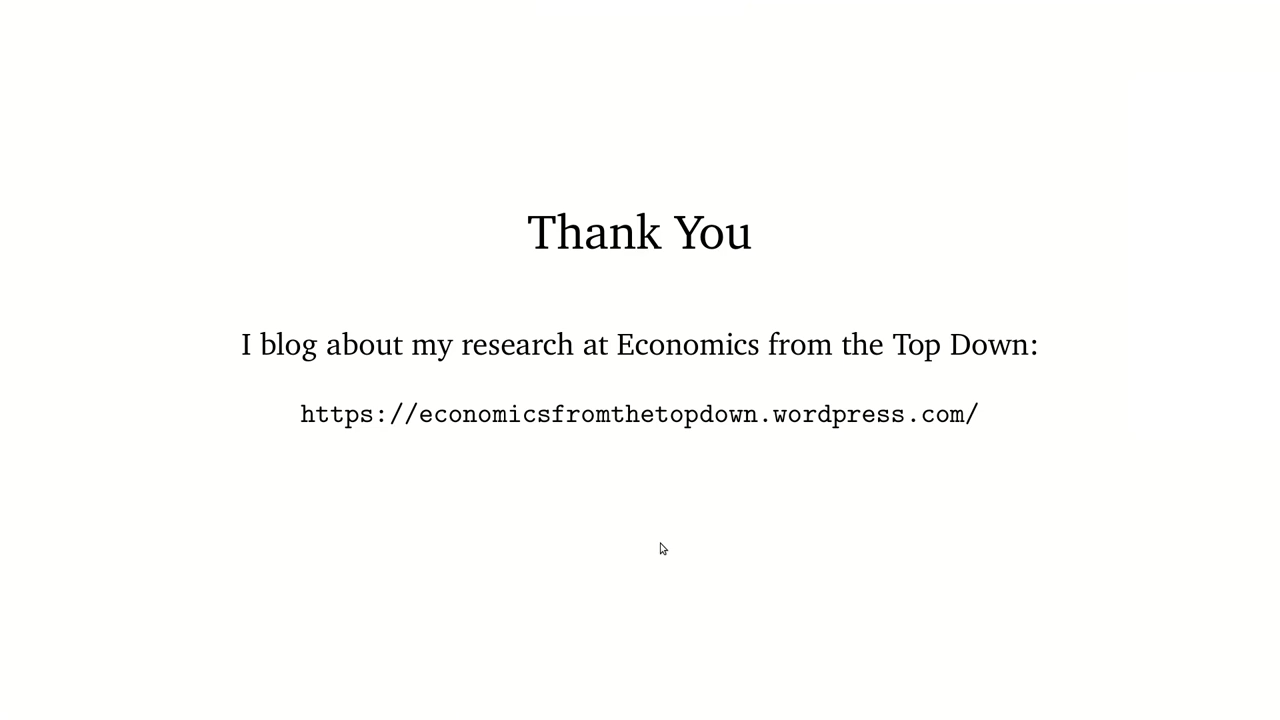 Thank You
I blog about my research at Economics from the Top Down:
https://economicsfromthetopdown.wordpress.com/